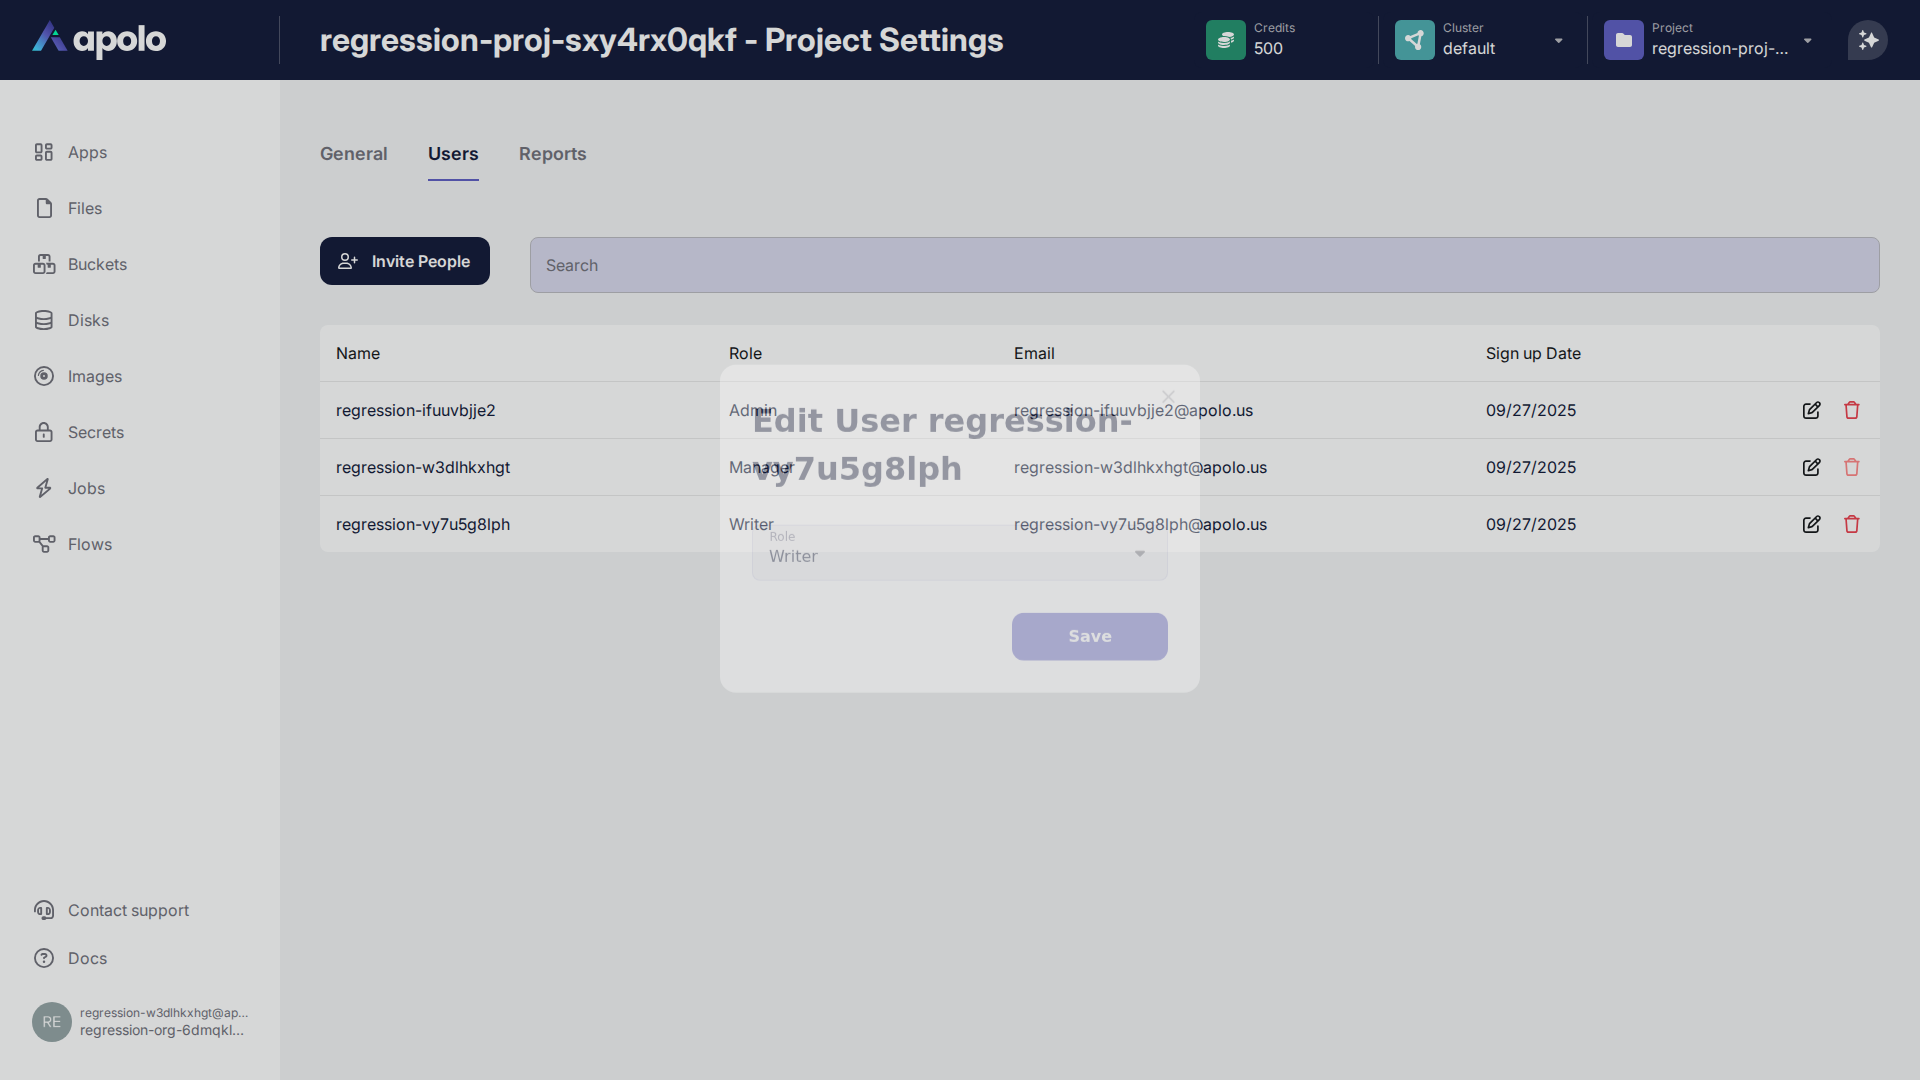 apolo
regression-proj-sxy4rx0qkf - Project Settings
Credits
500
Cluster
default
Project
regression-proj-...
Apps
Files
Buckets
Disks
Images
Secrets
Jobs
Flows
Contact support
Docs
RE
regression-w3dlhkxhgt@ap...
regression-org-6dmqkl...
General Users Reports
Invite People
Search
Name Role Email Sign up Date
regression-ifuuvbjje2 Admin regression-ifuuvbjje2@apolo.us 09/27/2025
regression-w3dlhkxhgt Manager regression-w3dlhkxhgt@apolo.us 09/27/2025
regression-vy7u5g8lph Writer regression-vy7u5g8lph@apolo.us 09/27/2025
Edit User regression-
vy7u5g8lph
Role
Writer
Save